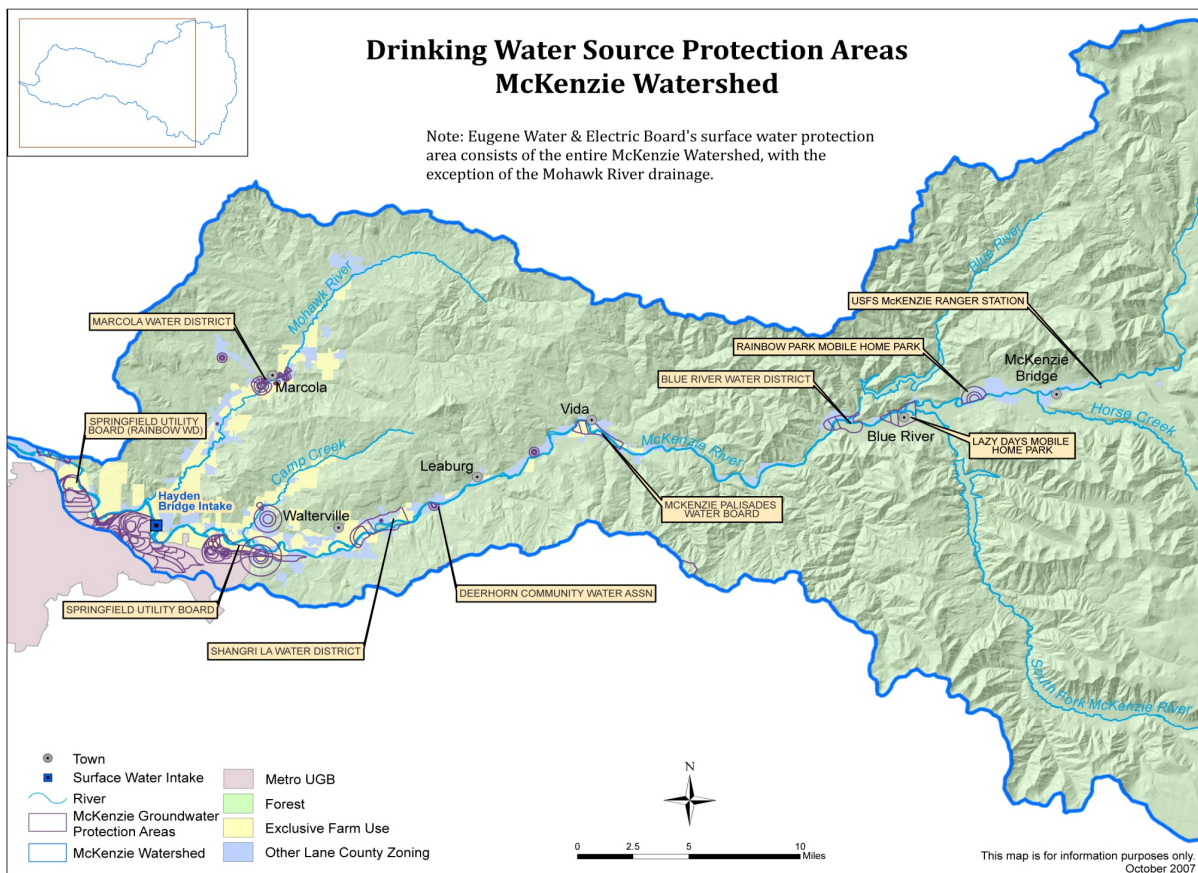 Drinking Water Source Protection Areas
McKenzie Watershed
Note: Eugene Water & Electric Board's surface water protection
area consists of the entire McKenzie Watershed, with the
exception of the Mohawk River drainage.
Blue River
Mohawk River
USFS McKENZIE RANGER STATION
MARCOLA WATER DISTRICT
RAINBOW PARK MOBILE HOME PARK
McKenzie
Bridge
Marcola
BLUE RIVER WATER DISTRICT
Horse Creek
Vida
SPRINGFIELD UTILITY
BOARD (RAINBOW WD)
Camp Creek
McKenzie River
Blue River
LAZY DAYS MOBILE
HOME PARK
Leaburg
Hayden
Bridge Intake
Walterville
MCKENZIE PALISADES
WATER BOARD
DEERHORN COMMUNITY WATER ASSN
SPRINGFIELD UTILITY BOARD
SHANGRI LA WATER DISTRICT
South Fork McKenzie River
Town
Surface Water Intake
River
McKenzie Groundwater
Protection Areas
McKenzie Watershed
Metro UGB
Forest
Exclusive Farm Use
Other Lane County Zoning
N
0 2.5 5 10
Miles
This map is for information purposes only.
October 2007